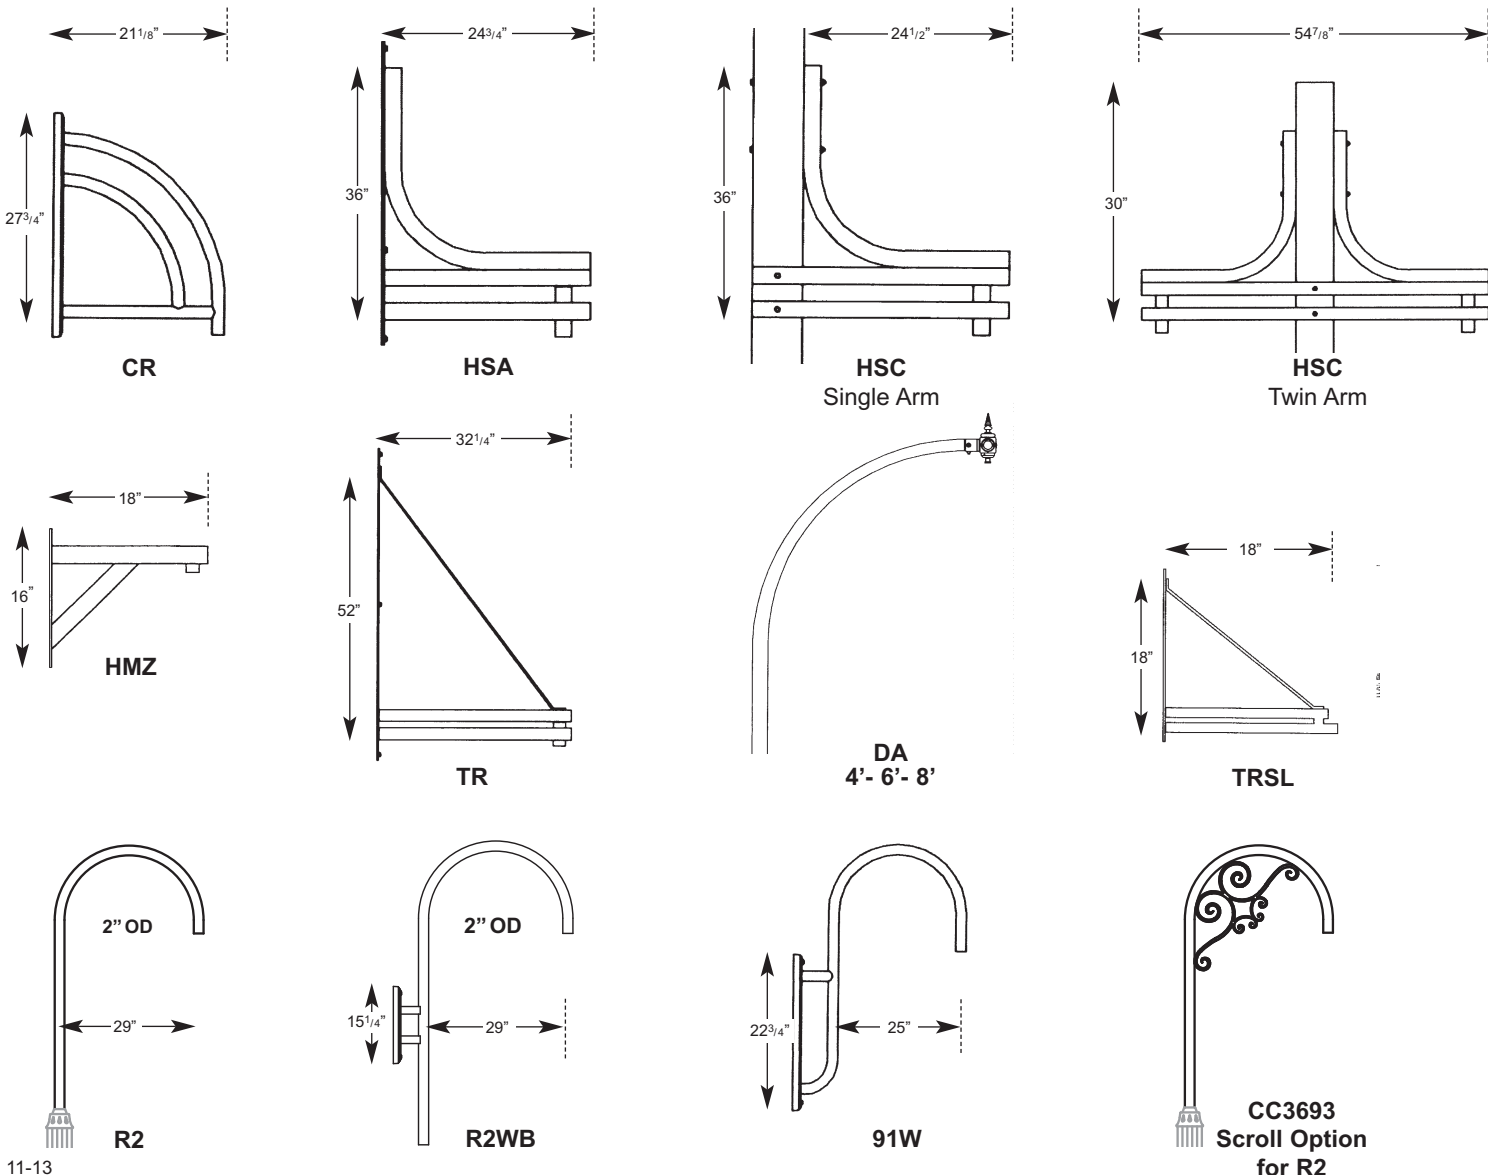 21 1/8”
24 3/4”
24 1/2”
54 7/8”
27 3/4”
36”
36”
30”
CR
HSA
HSC
Single Arm
HSC
Twin Arm
18”
32 1/4”
18”
16”
52”
18”
HMZ
TR
DA
4’- 6’- 8’
TRSL
2” OD
2” OD
29”
15 1/4”
29”
22 3/4”
25”
R2
R2WB
91W
CC3693
Scroll Option
for R2
11-13